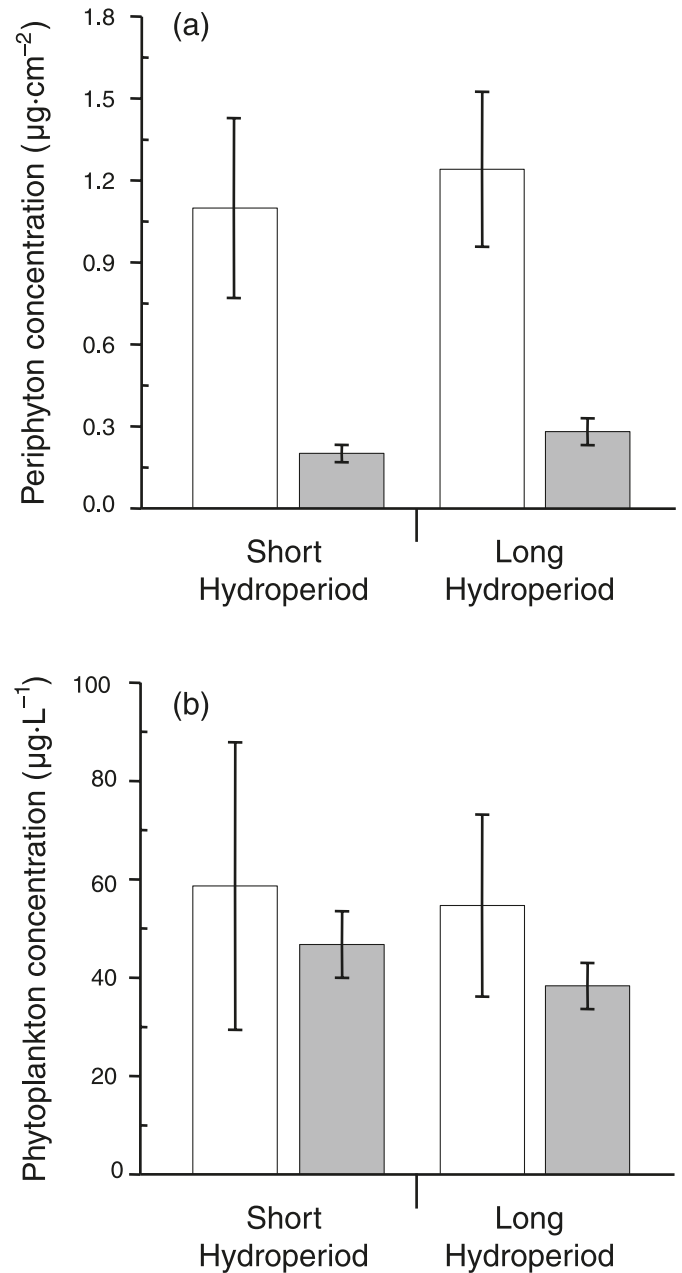 (a)
Periphyton concentration (µg·cm⁻²)
1.8
1.5
1.2
0.9
0.6
0.3
0.0
Short
Hydroperiod
Long
Hydroperiod
(b)
Phytoplankton concentration (µg·L⁻¹)
100
80
60
40
20
0
Short
Hydroperiod
Long
Hydroperiod